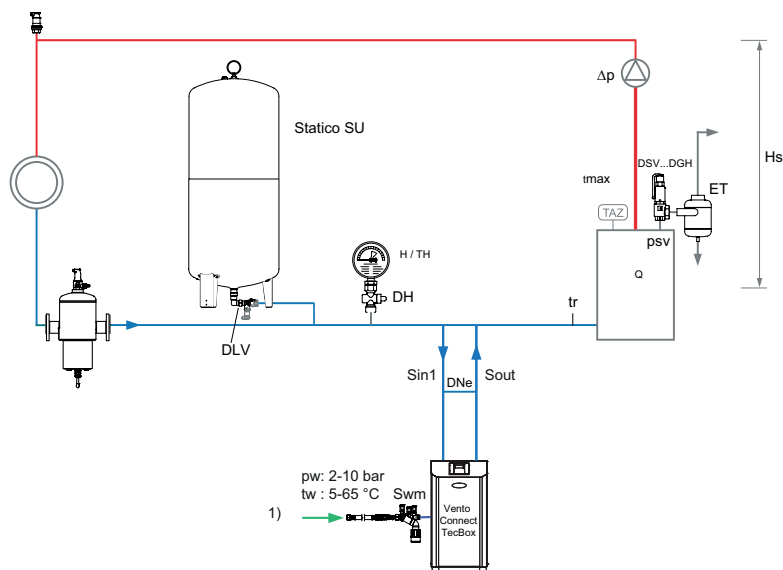 Δp
Statico SU
Hs
DSV...DGH
tmax
ET
TAZ
psv
H / TH
Q
DH
tr
DLV
Sin1
Sout
DNe
pw: 2-10 bar
tw : 5-65 °C
Swm
1)
Vento
Connect
TecBox